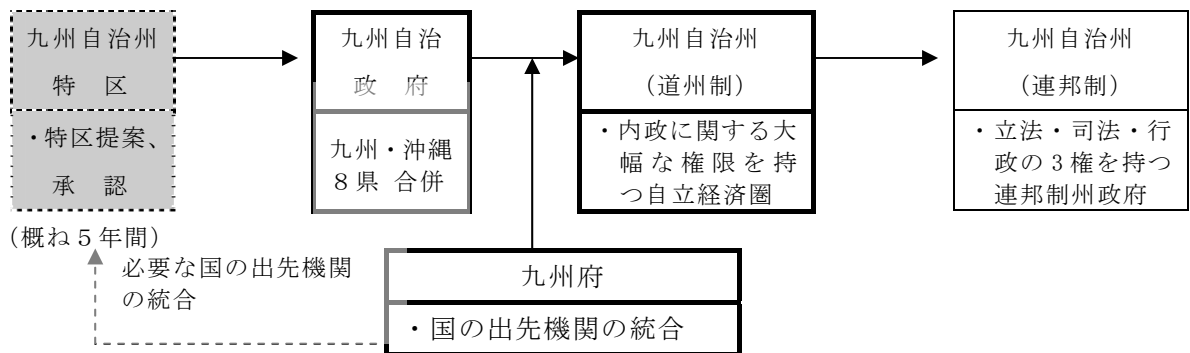 九州自治州
特　区
・特区提案、
承　認
(概ね５年間)
九州自治
政　府
九州・沖縄
８県 合併
九州自治州
(道州制)
・内政に関する大
幅な権限を持
つ自立経済圏
九州自治州
(連邦制)
・立法・司法・行
政の３権を持つ
連邦制州政府
必要な国の出先機関
の統合
九州府
・国の出先機関の統合